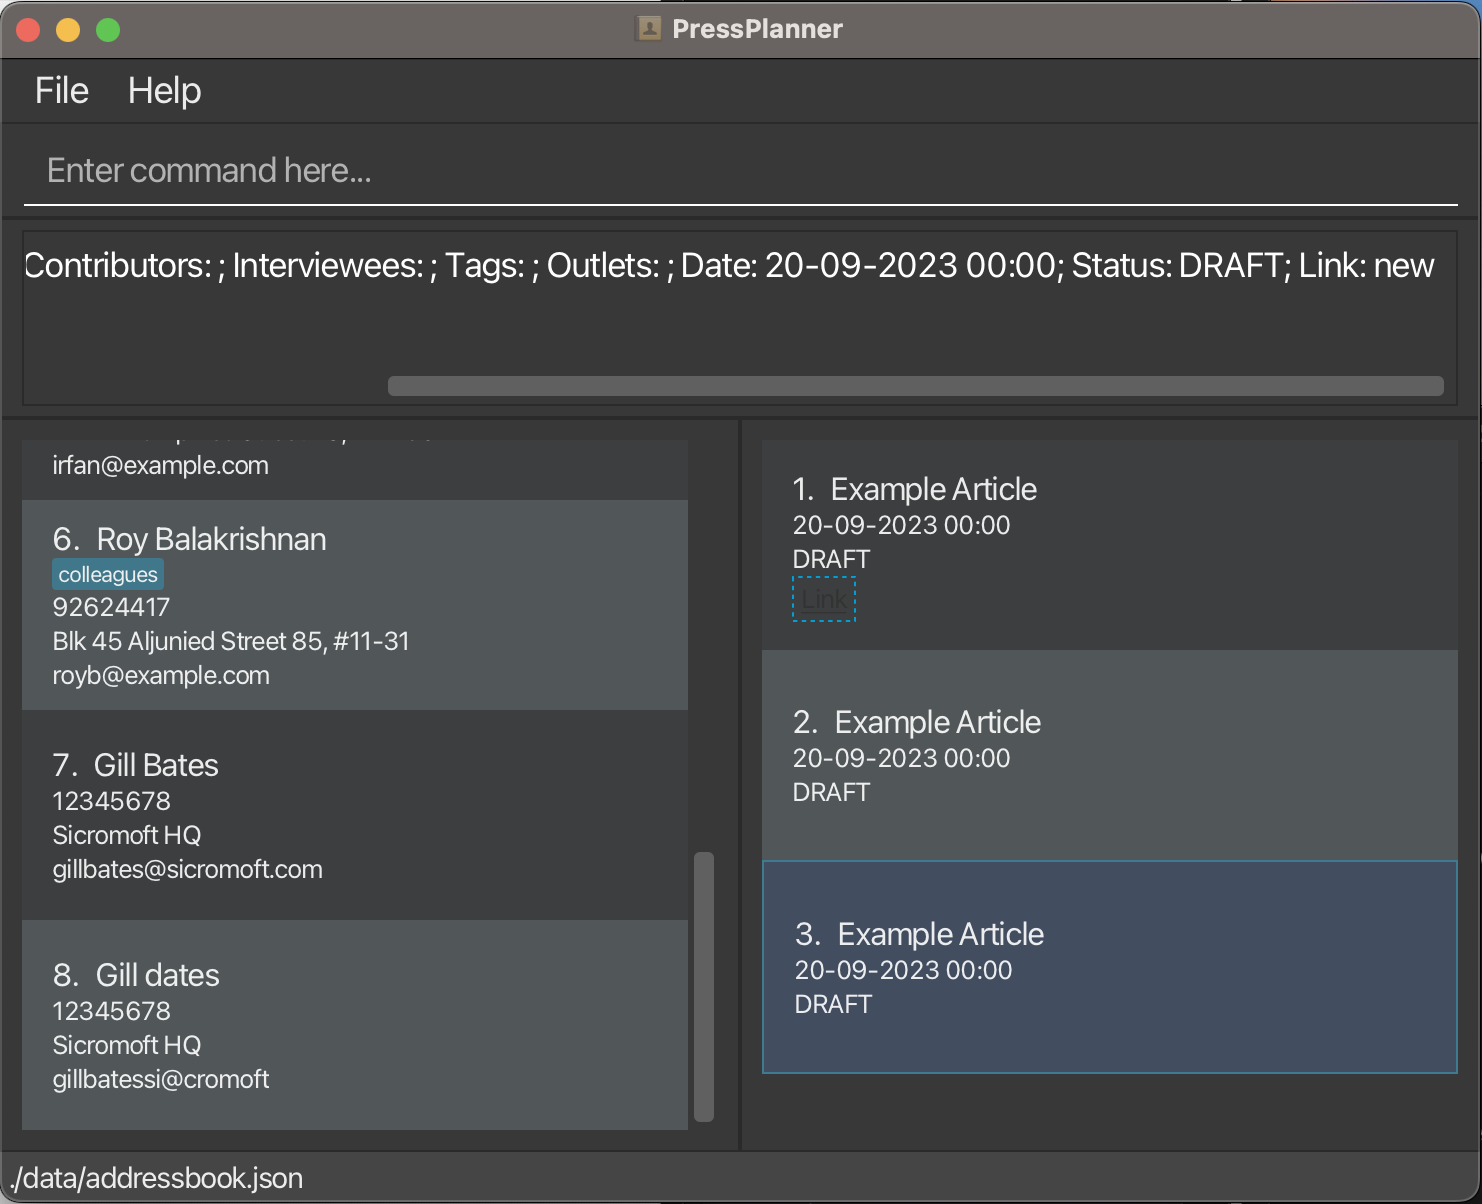 PressPlanner
File Help
Enter command here...
Contributors: ; Interviewees: ; Tags: ; Outlets: ; Date: 20-09-2023 00:00; Status: DRAFT; Link: new
irfan@example.com
6. Roy Balakrishnan
colleagues
92624417
Blk 45 Aljunied Street 85, #11-31
royb@example.com
7. Gill Bates
12345678
Sicromoft HQ
gillbates@sicromoft.com
8. Gill dates
12345678
Sicromoft HQ
gillbatessi@cromoft
1. Example Article
20-09-2023 00:00
DRAFT
Link
2. Example Article
20-09-2023 00:00
DRAFT
3. Example Article
20-09-2023 00:00
DRAFT
./data/addressbook.json